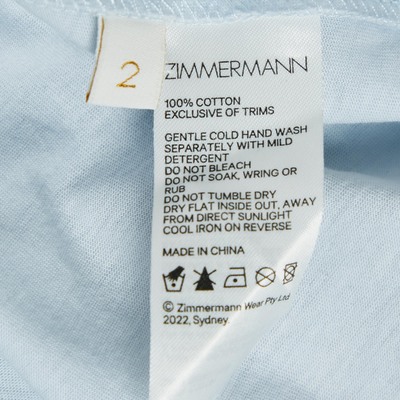 2
ZIMMERMANN
100% COTTON
EXCLUSIVE OF TRIMS
GENTLE COLD HAND WASH
SEPARATELY WITH MILD
DETERGENT
DO NOT BLEACH
DO NOT SOAK, WRING OR
RUB
DO NOT TUMBLE DRY
DRY FLAT INSIDE OUT, AWAY
FROM DIRECT SUNLIGHT
COOL IRON ON REVERSE
MADE IN CHINA
© Zimmermann Wear Pty Ltd
2022, Sydney